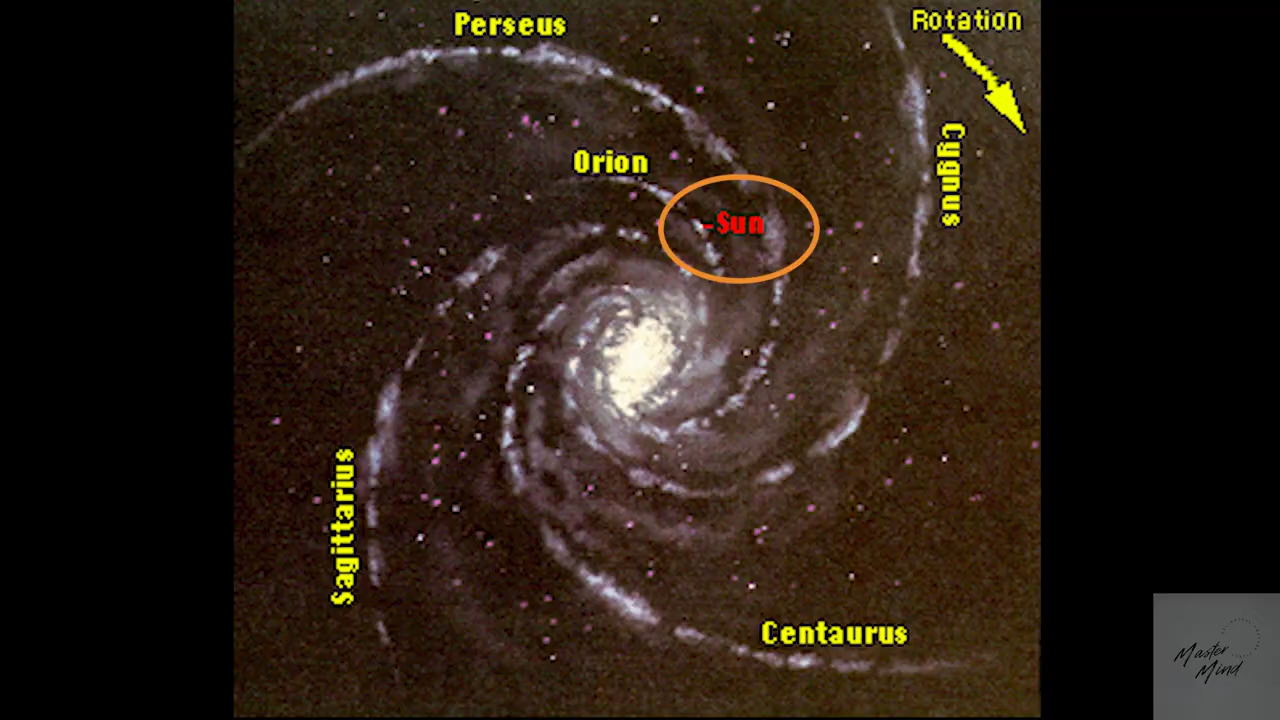 Perseus
Rotation
Orion
Cygnus
-Sun
Sagittarius
Centaurus
Master
Mind